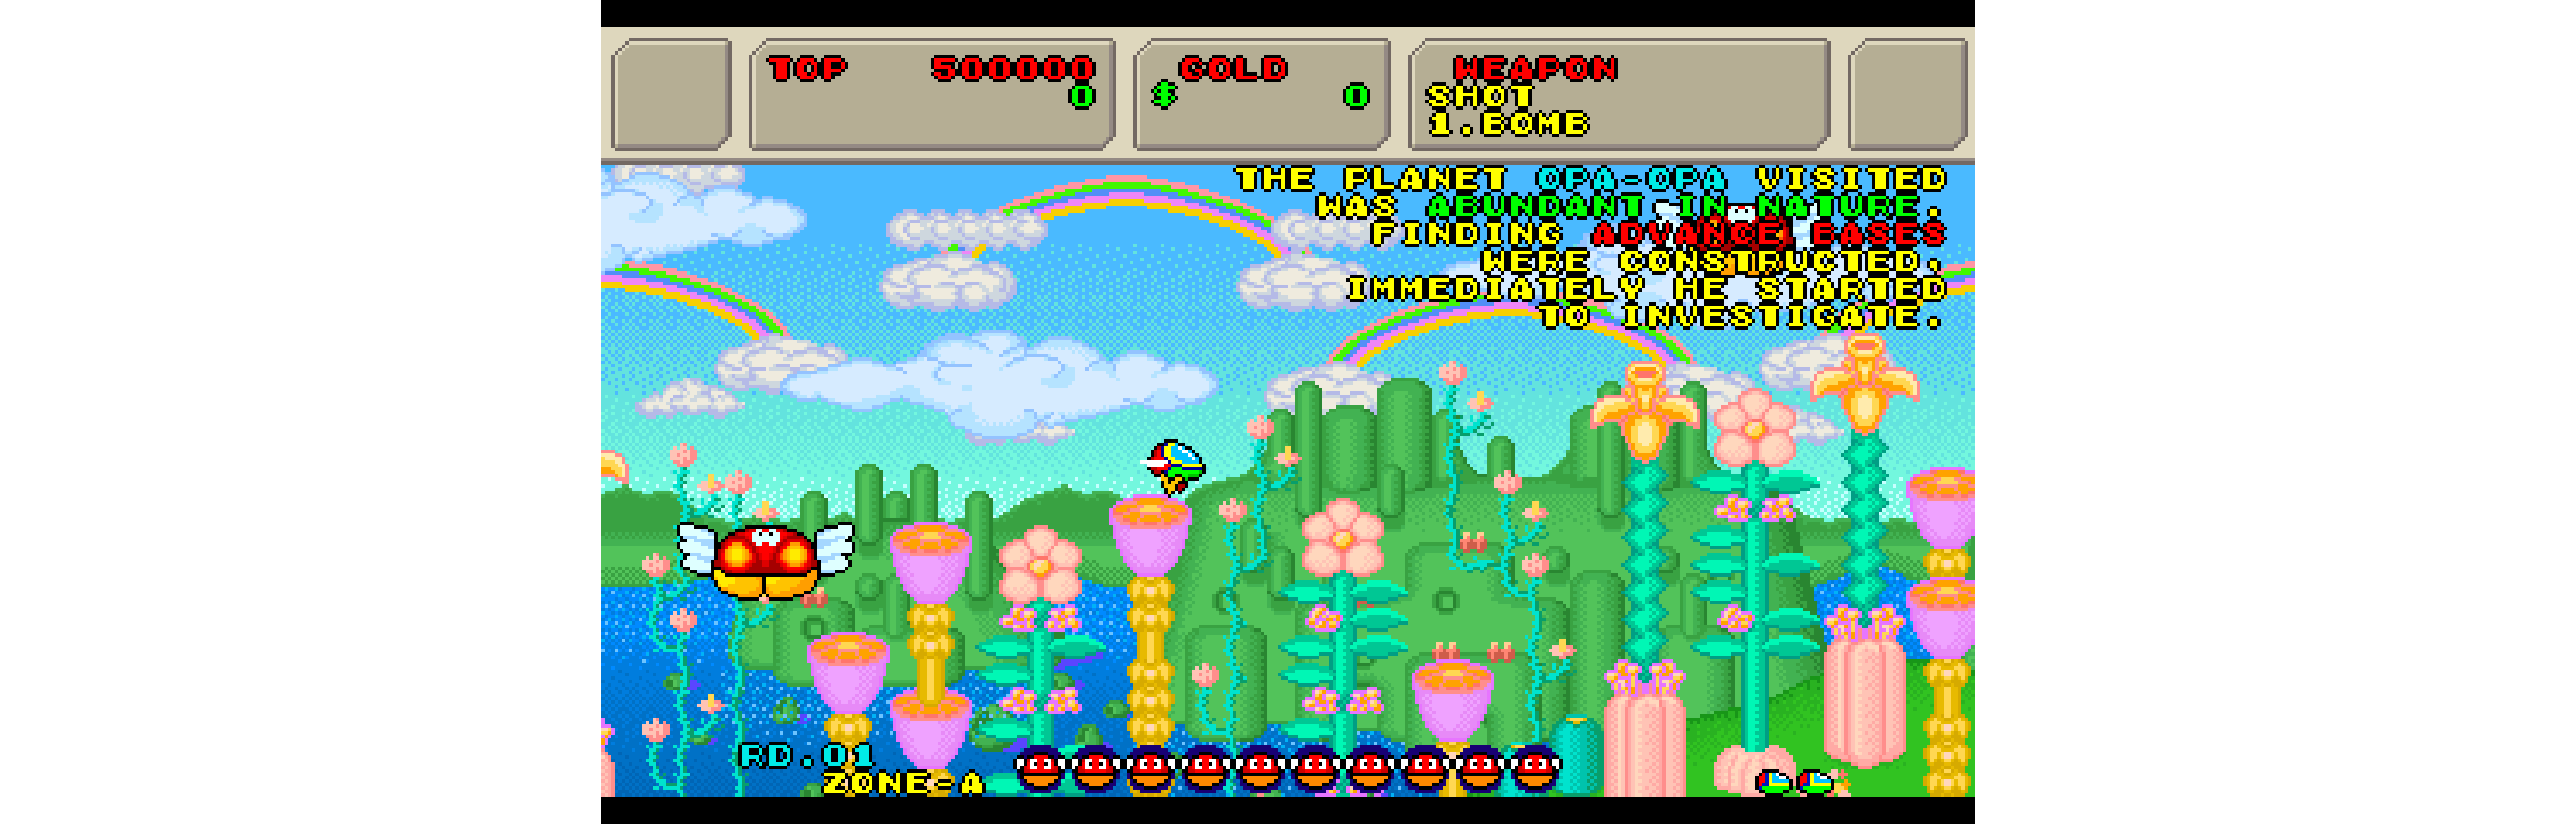 TOP 500000
0
GOLD
$ 0
WEAPON
SHOT
1.BOMB
THE PLANET OPA-OPA VISITED
WAS ABUNDANT IN NATURE.
FINDING ADVANCE BASES
WERE CONSTRUCTED.
IMMEDIATELY HE STARTED
TO INVESTIGATE.
RD.01
ZONE=A